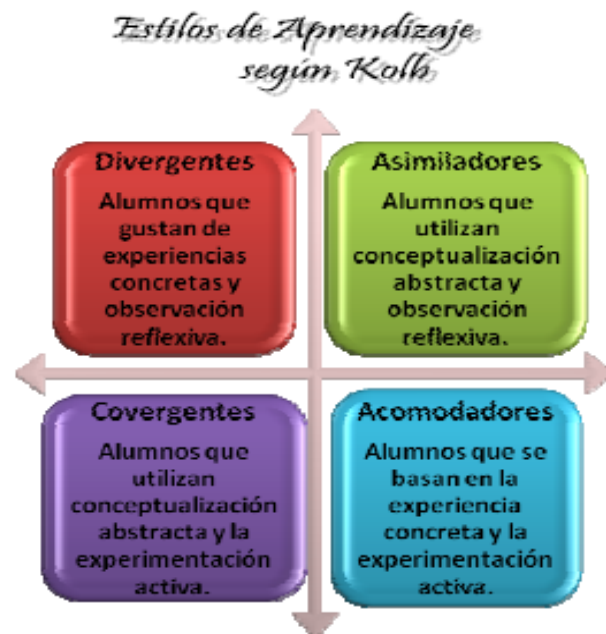 Estilos de Aprendizaje
según Kolb
Divergentes
Alumnos que
gustan de
experiencias
concretas y
observación
reflexiva.
Asimiladores
Alumnos que
utilizan
conceptualización
abstracta y
observación
reflexiva.
Covergentes
Alumnos que
utilizan
conceptualización
abstracta y la
experimentación
activa.
Acomodadores
Alumnos que se
basan en la
experiencia
concreta y la
experimentación
activa.